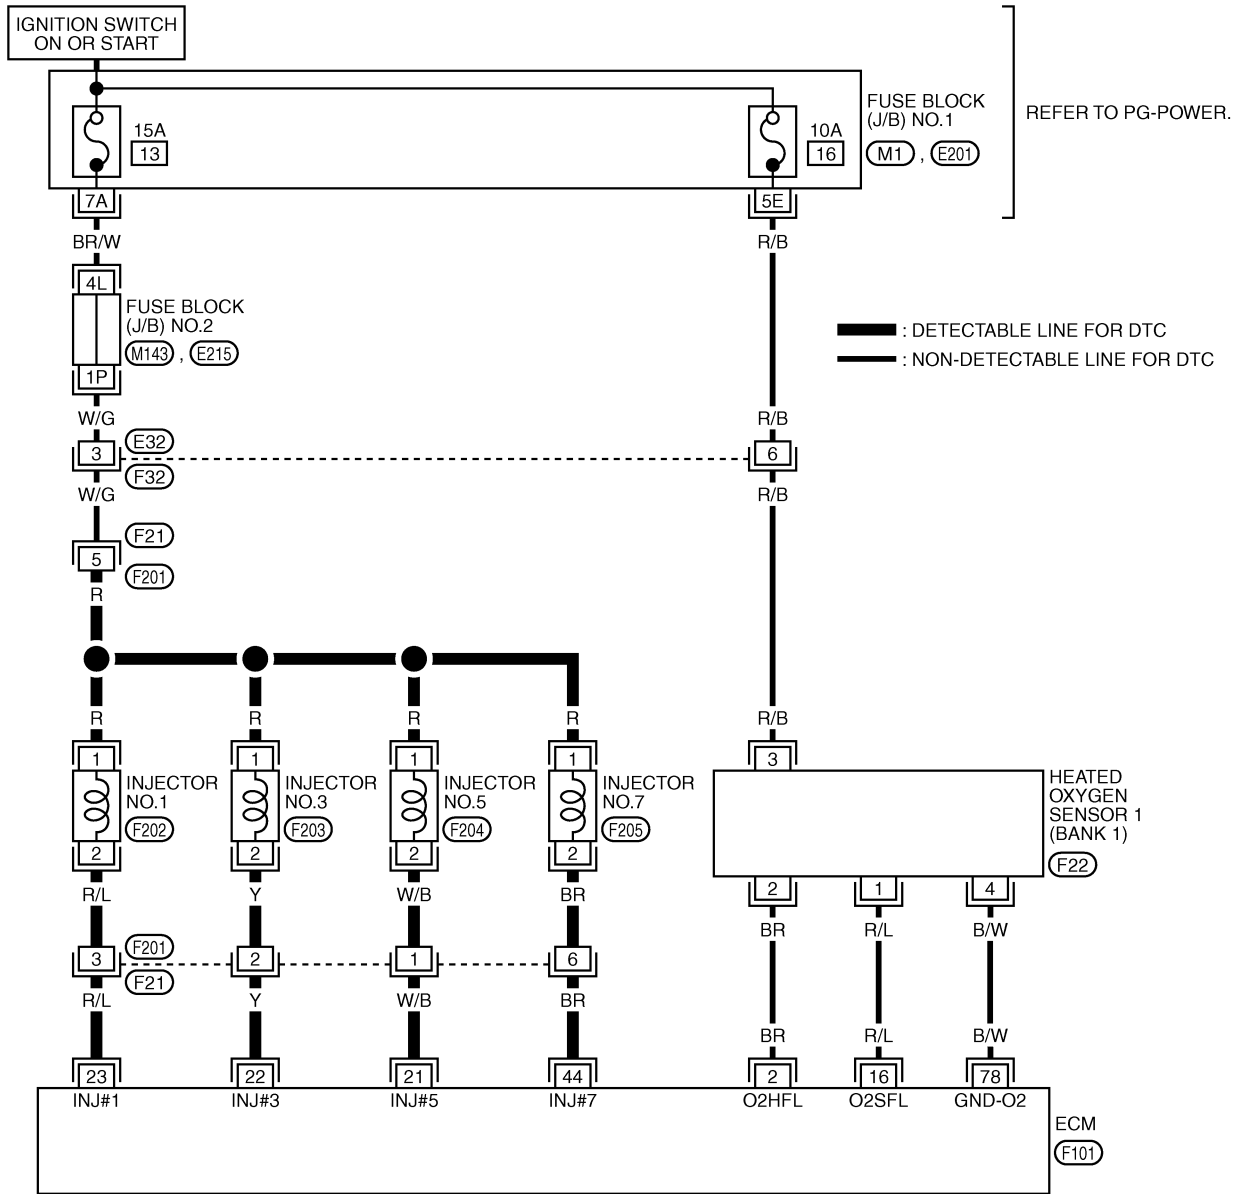 IGNITION SWITCH
ON OR START
FUSE BLOCK
(J/B) NO.1
M1 , E201
REFER TO PG-POWER.
15A
13
10A
16
7A
5E
BR/W
R/B
4L
FUSE BLOCK
(J/B) NO.2
M143 , E215
1P
: DETECTABLE LINE FOR DTC
: NON-DETECTABLE LINE FOR DTC
W/G
R/B
3
E32
F32
6
W/G
R/B
F21
5
F201
R
R
R
R
R
R/B
1
1
1
1
3
INJECTOR
NO.1
F202
INJECTOR
NO.3
F203
INJECTOR
NO.5
F204
INJECTOR
NO.7
F205
HEATED
OXYGEN
SENSOR 1
(BANK 1)
F22
2
2
2
2
2
1
4
R/L
Y
W/B
BR
BR
R/L
B/W
3
F201
F21
2
1
6
R/L
Y
W/B
BR
BR
R/L
B/W
23
22
21
44
2
16
78
INJ#1
INJ#3
INJ#5
INJ#7
O2HFL
O2SFL
GND-O2
ECM
F101